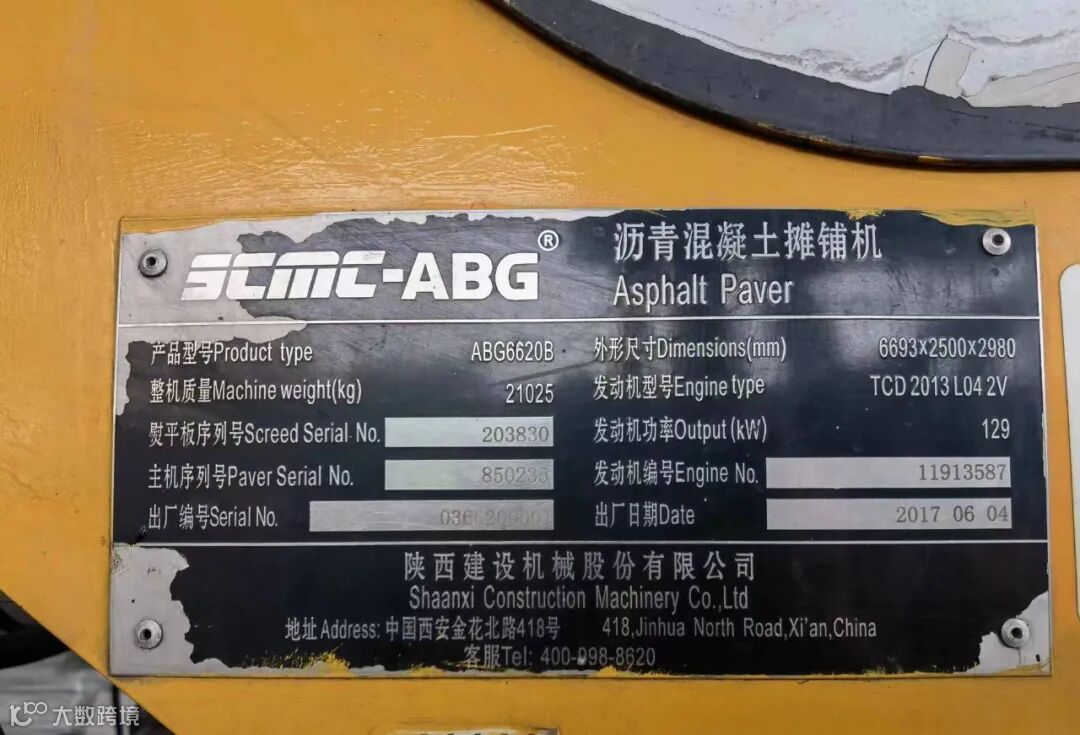 SCMC-ABG®
沥青混凝土摊铺机
Asphalt Paver
产品型号Product type ABG6620B
外形尺寸Dimensions(mm) 6693×2500×2980
整机质量Machine weight(kg) 21025
发动机型号Engine type TCD 2013 L04 2V
熨平板序列号Screed Serial No. 203830
发动机功率Output (kW) 129
主机序列号Paver Serial No. 850235
发动机编号Engine No. 11913587
出厂编号Serial No.
出厂日期Date 2017 06 04
陕西建设机械股份有限公司
Shaanxi Construction Machinery Co.,Ltd
地址Address: 中国西安金花北路418号 418,Jinhua North Road,Xi'an,China
客服Tel: 400-098-8620
大数跨境